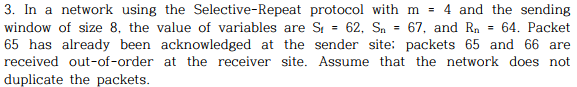 3. In a network using the Selective-Repeat protocol with m = 4 and the sending
window of size 8, the value of variables are Sf = 62, Sn = 67, and Rn = 64. Packet
65 has already been acknowledged at the sender site; packets 65 and 66 are
received out-of-order at the receiver site. Assume that the network does not
duplicate the packets.